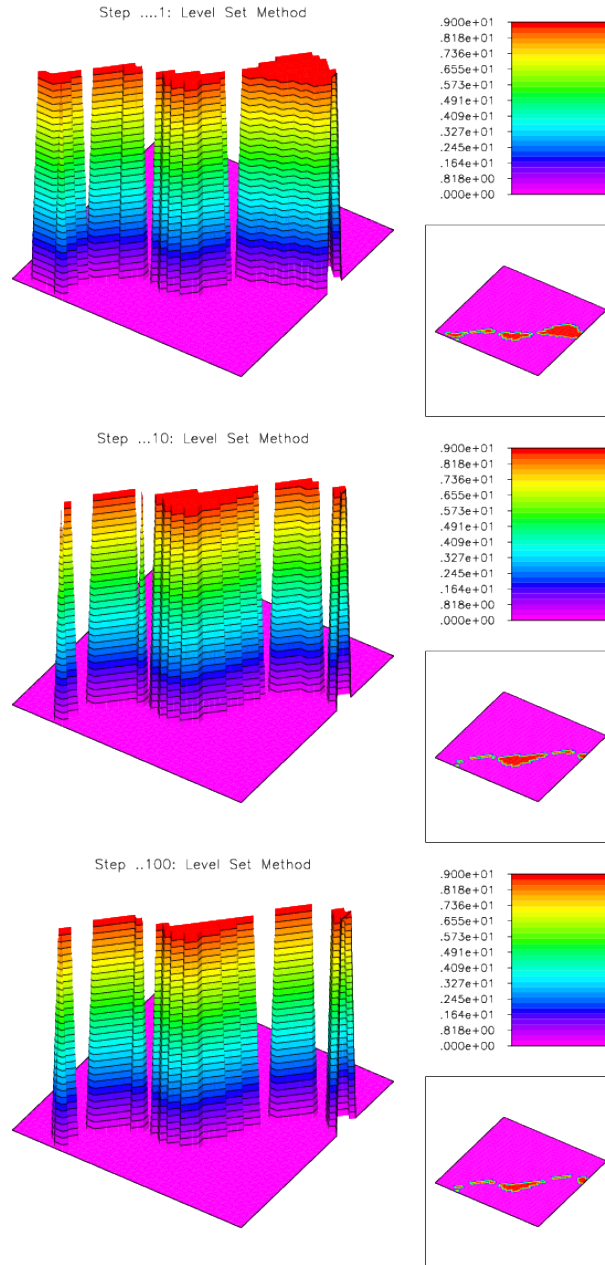 Step ....1: Level Set Method
.900e+01
.818e+01
.736e+01
.655e+01
.573e+01
.491e+01
.409e+01
.327e+01
.245e+01
.164e+01
.818e+00
.000e+00
Step ...10: Level Set Method
.900e+01
.818e+01
.736e+01
.655e+01
.573e+01
.491e+01
.409e+01
.327e+01
.245e+01
.164e+01
.818e+00
.000e+00
Step ..100: Level Set Method
.900e+01
.818e+01
.736e+01
.655e+01
.573e+01
.491e+01
.409e+01
.327e+01
.245e+01
.164e+01
.818e+00
.000e+00